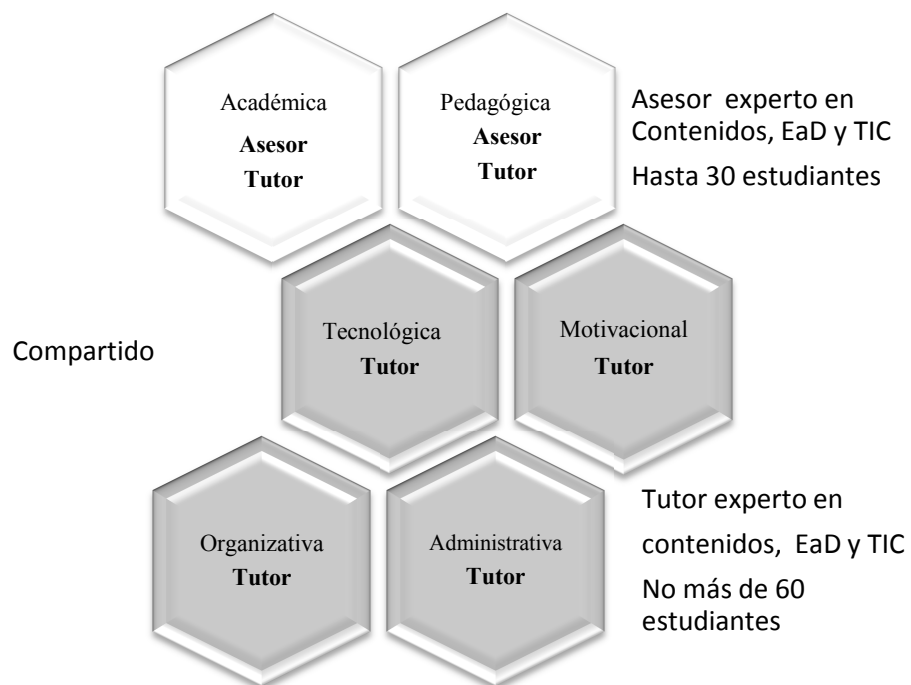 Académica
Asesor
Tutor
Pedagógica
Asesor
Tutor
Asesor experto en
Contenidos, EaD y TIC
Hasta 30 estudiantes
Compartido
Tecnológica
Tutor
Motivacional
Tutor
Organizativa
Tutor
Administrativa
Tutor
Tutor experto en
contenidos, EaD y TIC
No más de 60
estudiantes